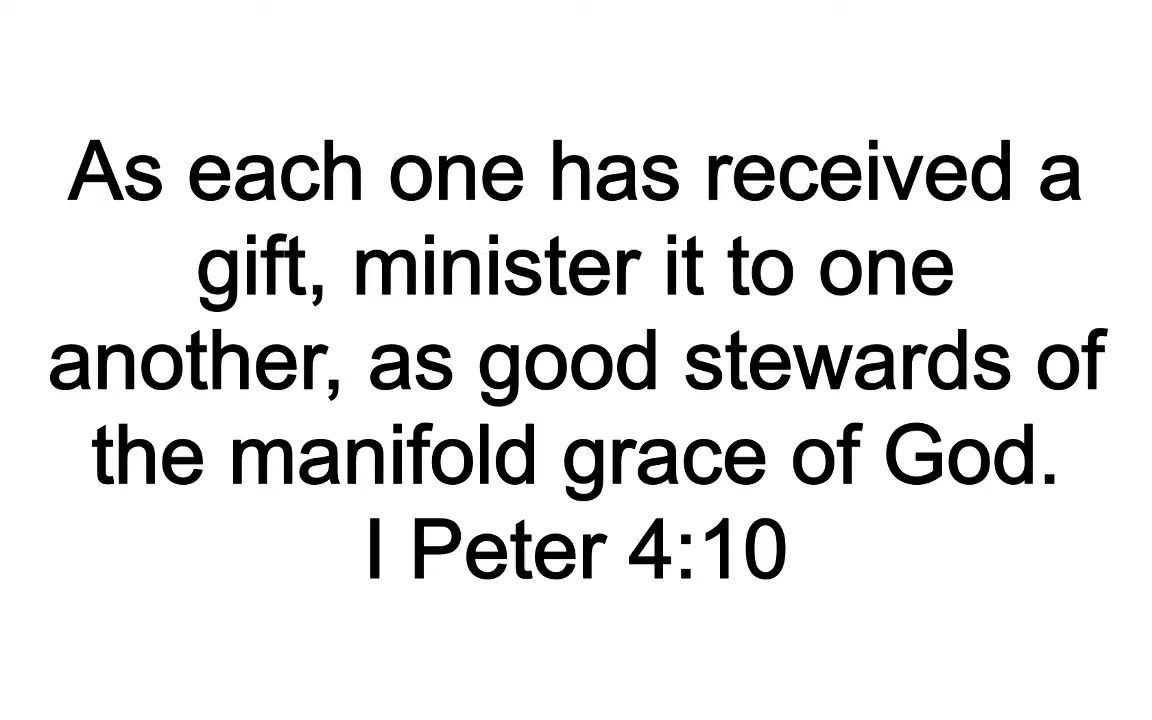 As each one has received a
gift, minister it to one
another, as good stewards of
the manifold grace of God.
I Peter 4:10